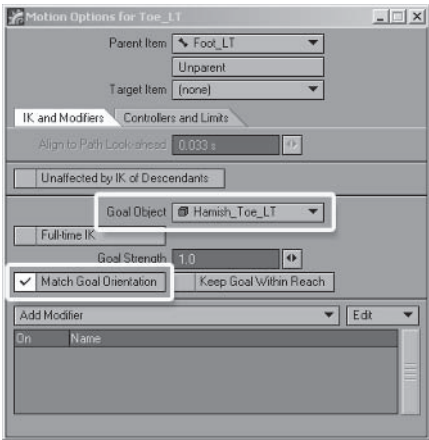 Motion Options for Toe_LT
Parent Item Foot_LT
Unparent
Target Item (none)
IK and Modifiers Controllers and Limits
Align to Path Look-ahead 0.033 s
Unaffected by IK of Descendants
Goal Object Hamish_Toe_LT
Full-time IK
Goal Strength 1.0
Match Goal Orientation Keep Goal Within Reach
Add Modifier Edit
On Name